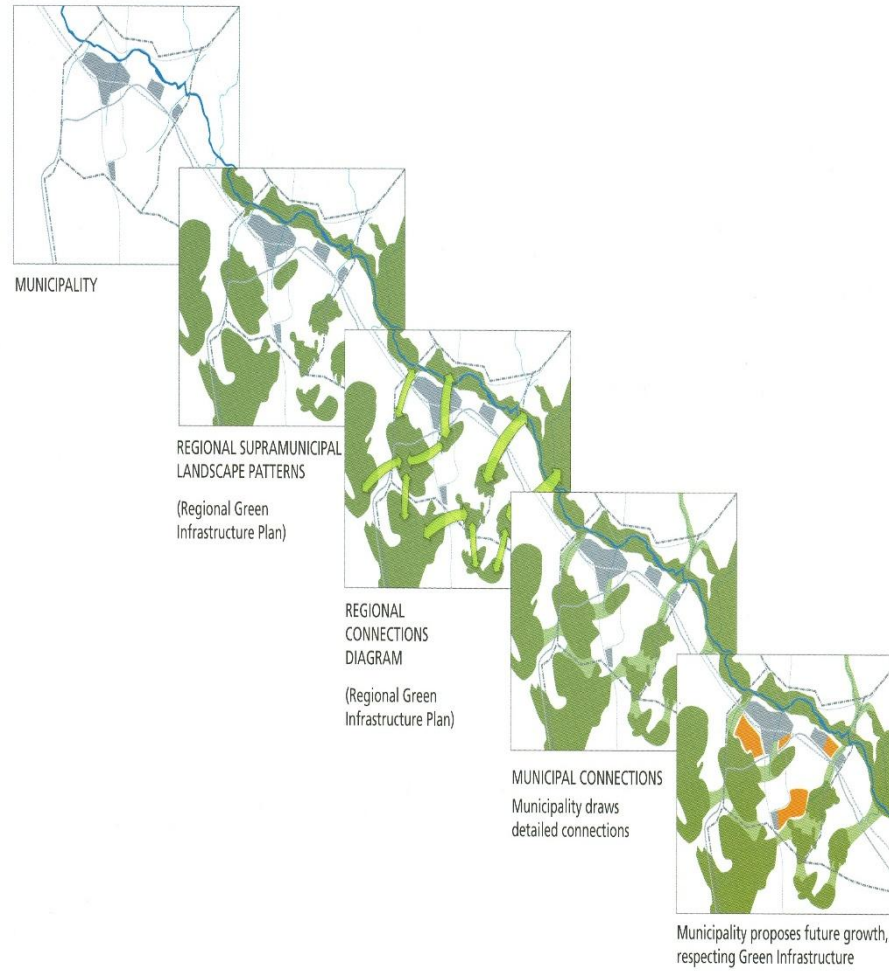 MUNICIPALITY
REGIONAL SUPRAMUNICIPAL
LANDSCAPE PATTERNS
(Regional Green
Infrastructure Plan)
REGIONAL
CONNECTIONS
DIAGRAM
(Regional Green
Infrastructure Plan)
MUNICIPAL CONNECTIONS
Municipality draws
detailed connections
Municipality proposes future growth,
respecting Green Infrastructure